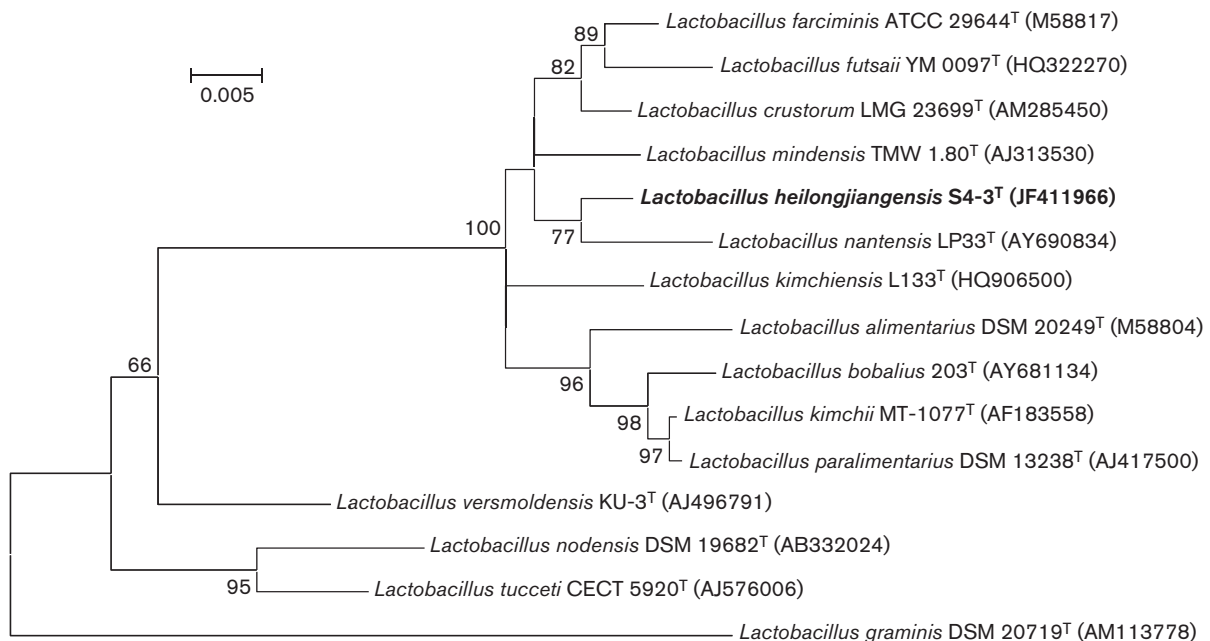 Lactobacillus farciminis ATCC 29644ᵀ (M58817)
89
Lactobacillus futsaii YM 0097ᵀ (HQ322270)
82
0.005
Lactobacillus crustorum LMG 23699ᵀ (AM285450)
Lactobacillus mindensis TMW 1.80ᵀ (AJ313530)
Lactobacillus heilongjiangensis S4-3ᵀ (JF411966)
100
77
Lactobacillus nantensis LP33ᵀ (AY690834)
Lactobacillus kimchiensis L133ᵀ (HQ906500)
Lactobacillus alimentarius DSM 20249ᵀ (M58804)
66
Lactobacillus bobalius 203ᵀ (AY681134)
96
Lactobacillus kimchii MT-1077ᵀ (AF183558)
98
97
Lactobacillus paralimentarius DSM 13238ᵀ (AJ417500)
Lactobacillus versmoldensis KU-3ᵀ (AJ496791)
Lactobacillus nodensis DSM 19682ᵀ (AB332024)
95
Lactobacillus tucceti CECT 5920ᵀ (AJ576006)
Lactobacillus graminis DSM 20719ᵀ (AM113778)